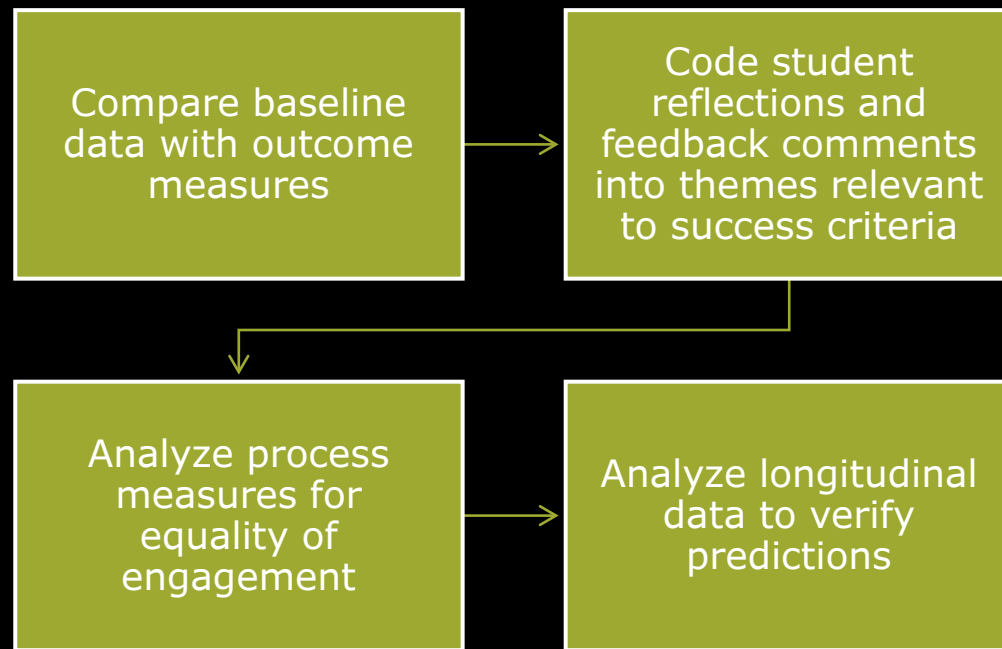 Compare baseline
data with outcome
measures
Code student
reflections and
feedback comments
into themes relevant
to success criteria
Analyze process
measures for
equality of
engagement
Analyze longitudinal
data to verify
predictions